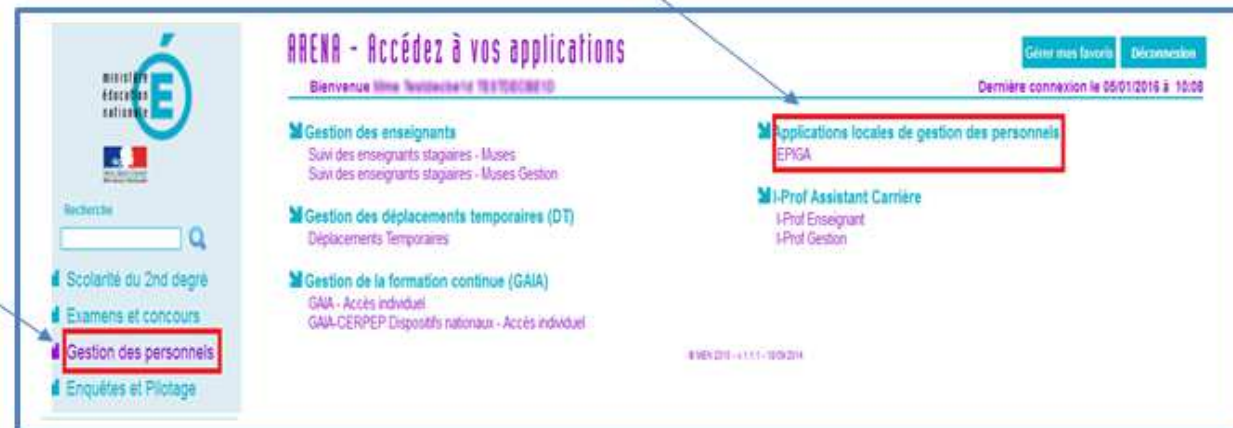 ministère
éducation
nationale
Recherche
Scolarité du 2nd degré
Examens et concours
Gestion des personnels
Enquêtes et Pilotage
ARENA - Accédez à vos applications
Gérer mes favoris
Déconnexion
Bienvenue Mme
Dernière connexion le 05/01/2016 à 10:08
Gestion des enseignants
Suivi des enseignants stagiaires - Muses
Suivi des enseignants stagiaires - Muses Gestion
Gestion des déplacements temporaires (DT)
Déplacements Temporaires
Gestion de la formation continue (GAIA)
GAIA - Accès individuel
GAIA-CERPEP Dispositifs nationaux - Accès individuel
Applications locales de gestion des personnels
EPIGA
I-Prof Assistant Carrière
I-Prof Enseignant
I-Prof Gestion